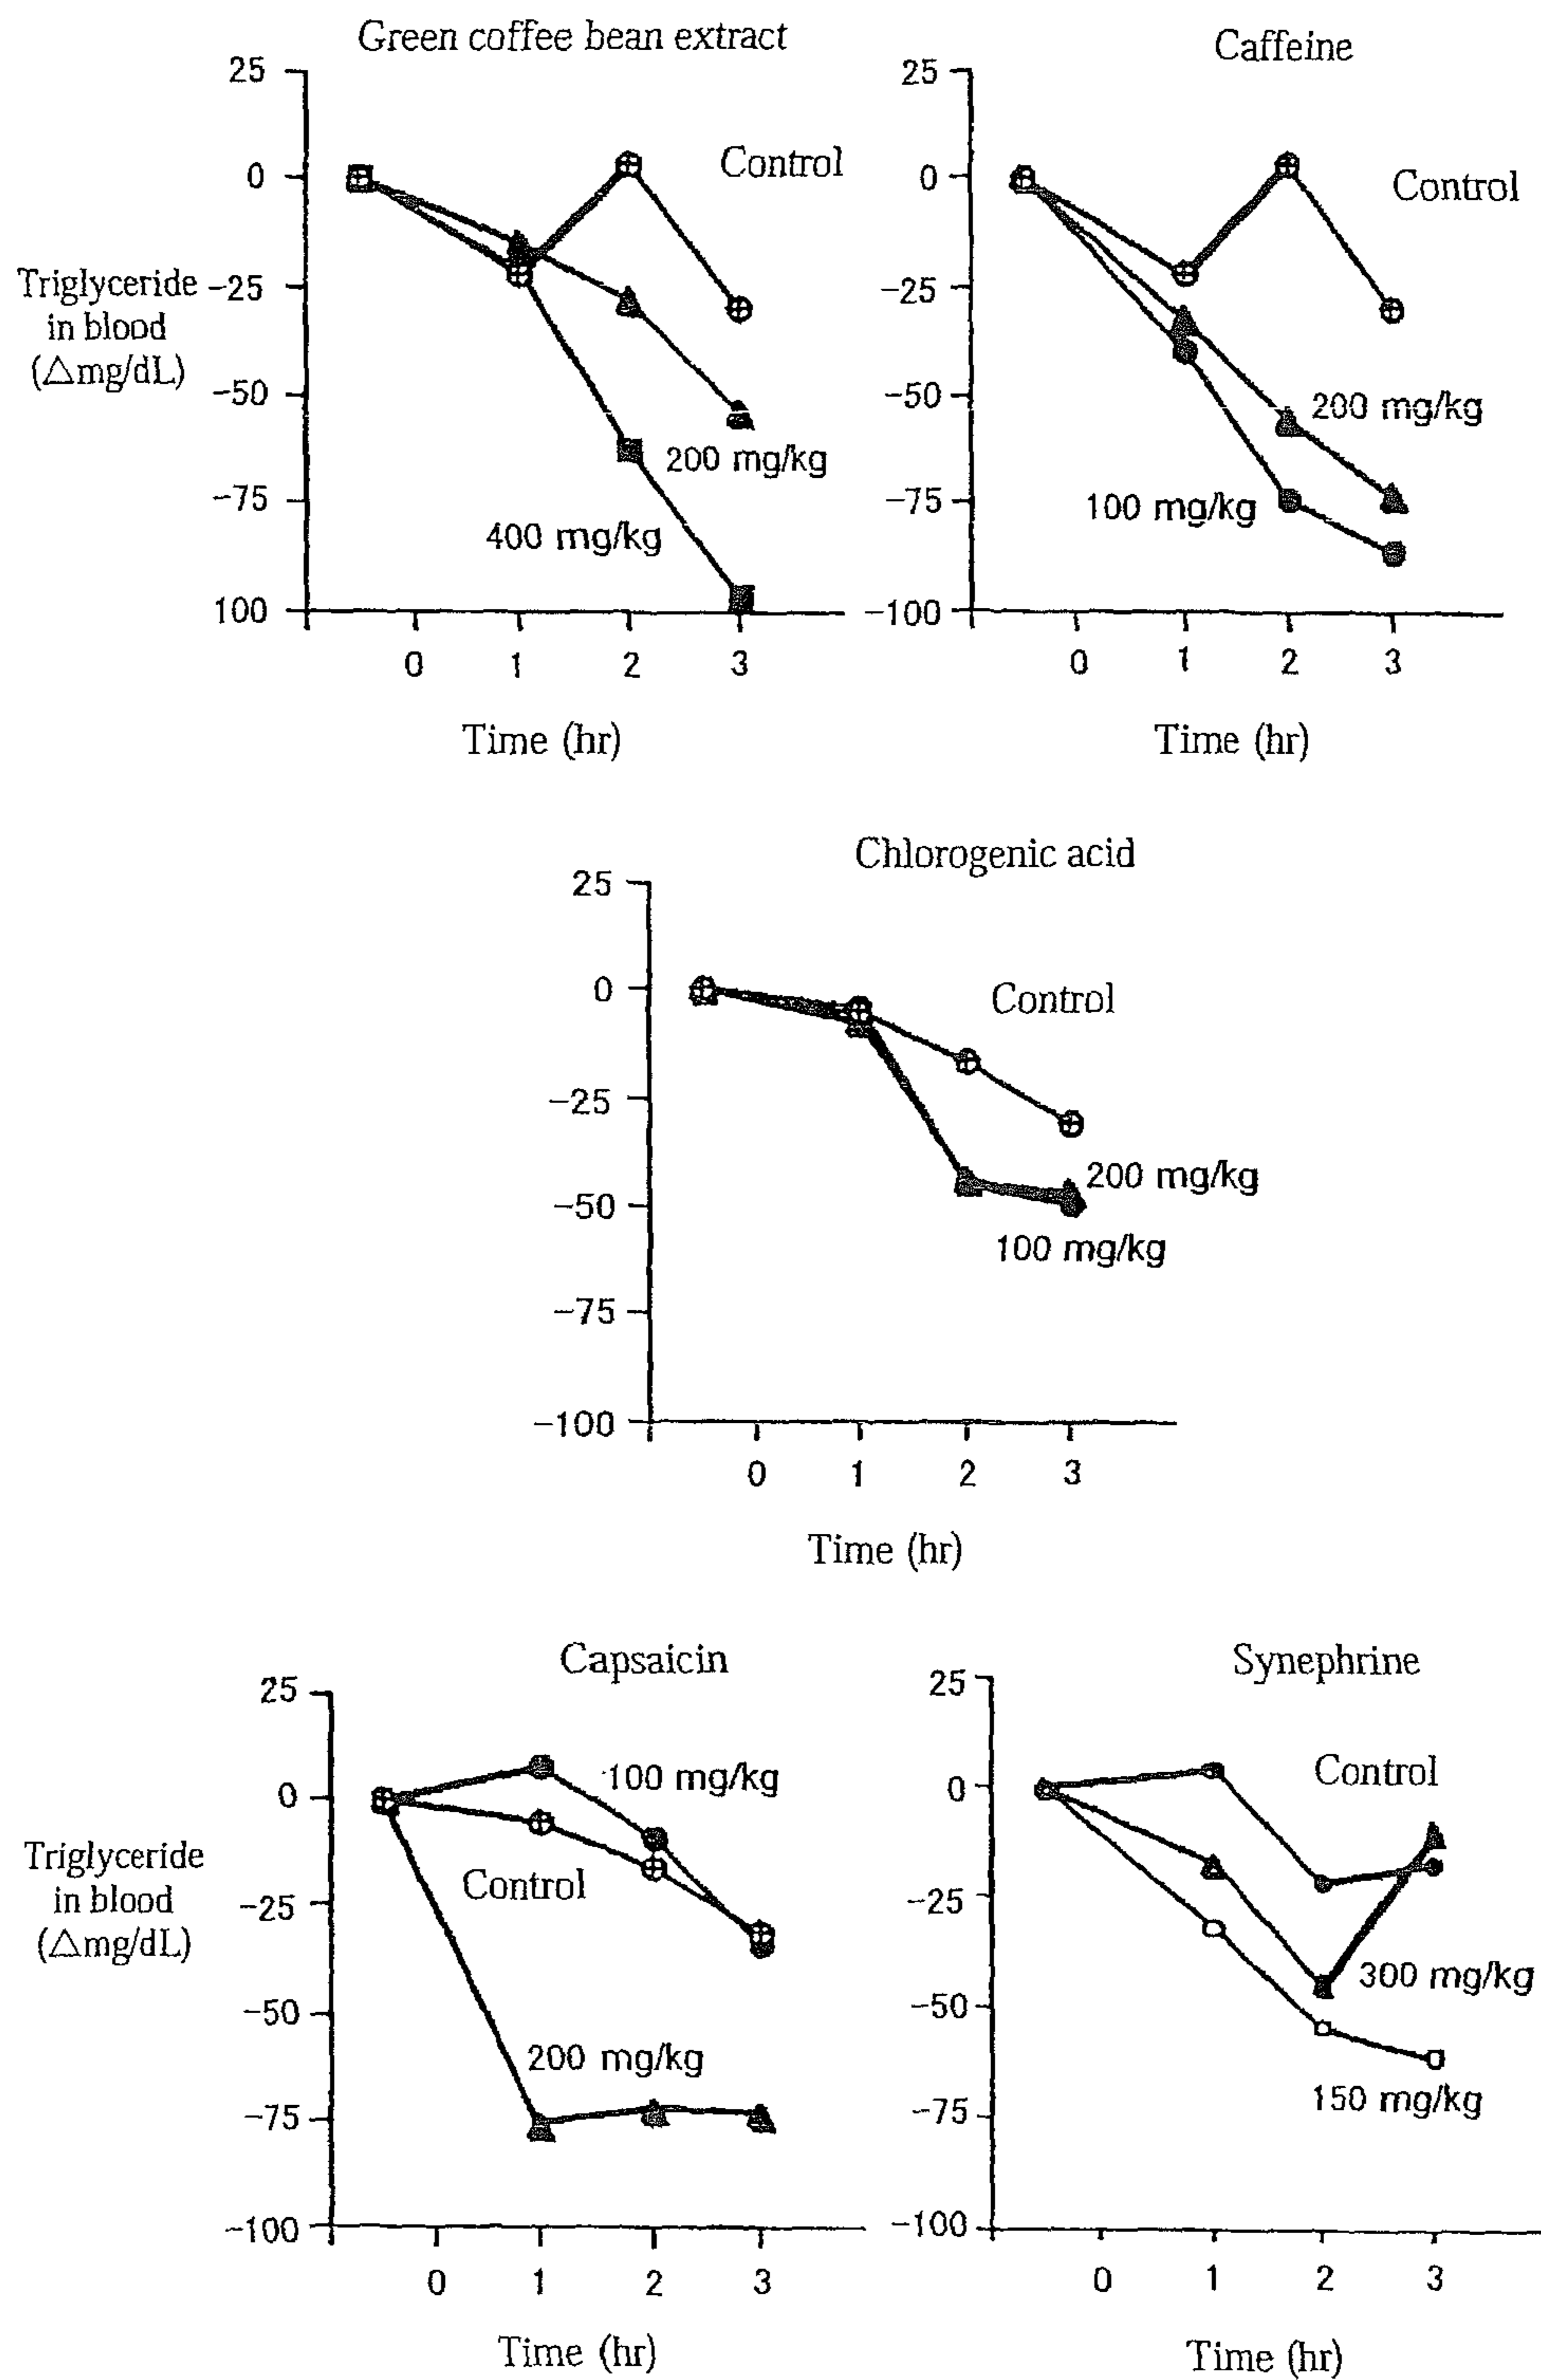 Green coffee bean extract
25
0
-25
-50
-75
100
Triglyceride
in blood
(△mg/dL)
Control
200 mg/kg
400 mg/kg
0 1 2 3
Time (hr)
Caffeine
25
0
-25
-50
-75
-100
Control
200 mg/kg
100 mg/kg
0 1 2 3
Time (hr)
Chlorogenic acid
25
0
-25
-50
-75
-100
Control
200 mg/kg
100 mg/kg
0 1 2 3
Time (hr)
Capsaicin
25
0
-25
-50
-75
-100
Triglyceride
in blood
(△mg/dL)
100 mg/kg
Control
200 mg/kg
0 1 2 3
Time (hr)
Synephrine
25
0
-25
-50
-75
-100
Control
300 mg/kg
150 mg/kg
0 1 2 3
Time (hr)